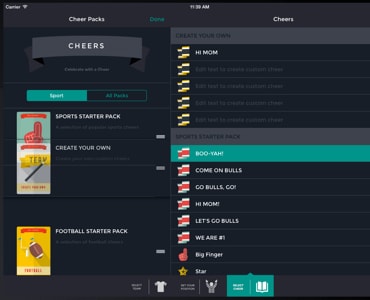 Carrier
11:39 AM
Cheer Packs
Done
CHEERS
Celebrate with a Cheer
Sport
All Packs
SPORTS STARTER PACK
A selection of popular sports cheers
CREATE YOUR OWN
Create your own custom cheers
FOOTBALL STARTER PACK
A selection of football cheers
FOOTBALL
Cheers
CREATE YOUR OWN
HI MOM
Edit text to create custom cheer
Edit text to create custom cheer
Edit text to create custom cheer
Edit text to create custom cheer
SPORTS STARTER PACK
BOO-YAH!
COME ON BULLS
GO BULLS, GO!
HI MOM!
LET'S GO BULLS
WE ARE #1
Big Finger
Star
SELECT
TEAM
SET YOUR
POSITION
SELECT
CHEER